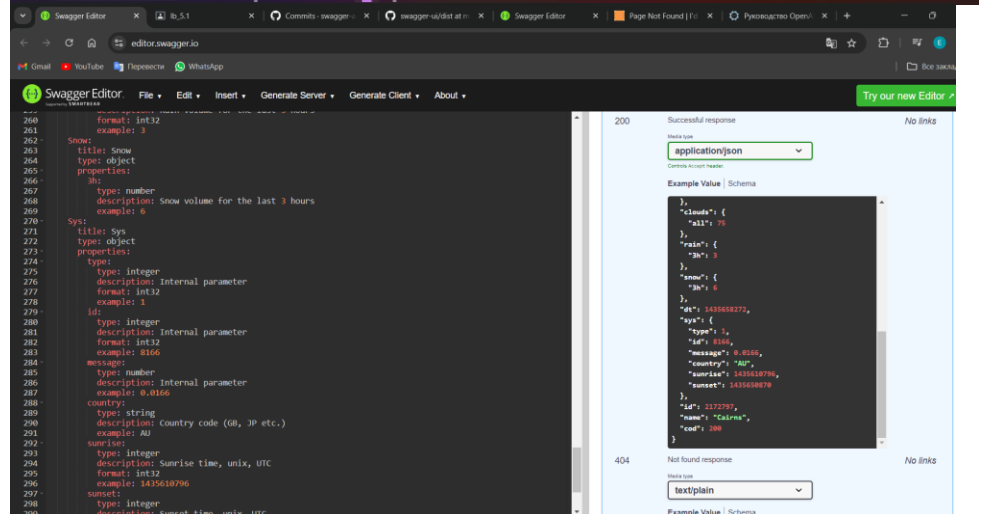 Swagger Editor
lb_5.1
Commits · swagger-u
swagger-ui/dist at m
Swagger Editor
Page Not Found | I'd
Руководство OpenA
editor.swagger.io
Gmail
YouTube
Перевести
WhatsApp
Все закла
Swagger Editor.
Supported by SMARTBEAR
File
Edit
Insert
Generate Server
Generate Client
About
Try our new Editor
260 format: int32
261 example: 3
262 Snow:
263 title: Snow
264 type: object
265 properties:
266 3h:
267 type: number
268 description: Snow volume for the last 3 hours
269 example: 6
270 Sys:
271 title: Sys
272 type: object
273 properties:
274 type:
275 type: integer
276 description: Internal parameter
277 format: int32
278 example: 1
279 id:
280 type: integer
281 description: Internal parameter
282 format: int32
283 example: 8166
284 message:
285 type: number
286 description: Internal parameter
287 example: 0.0166
288 country:
289 type: string
290 description: Country code (GB, JP etc.)
291 example: AU
292 sunrise:
293 type: integer
294 description: Sunrise time, unix, UTC
295 format: int32
296 example: 1435610796
297 sunset:
298 type: integer
description: Sunset time, unix, UTC
200 Successful response No links
Media type
application/json
Controls Accept header.
Example Value | Schema
},
"clouds": {
"all": 75
},
"rain": {
"3h": 3
},
"snow": {
"3h": 6
},
"dt": 1435658272,
"sys": {
"type": 1,
"id": 8166,
"message": 0.0166,
"country": "AU",
"sunrise": 1435610796,
"sunset": 1435650870
},
"id": 2172797,
"name": "Cairns",
"cod": 200
}
404 Not found response No links
Media type
text/plain
Example Value | Schema